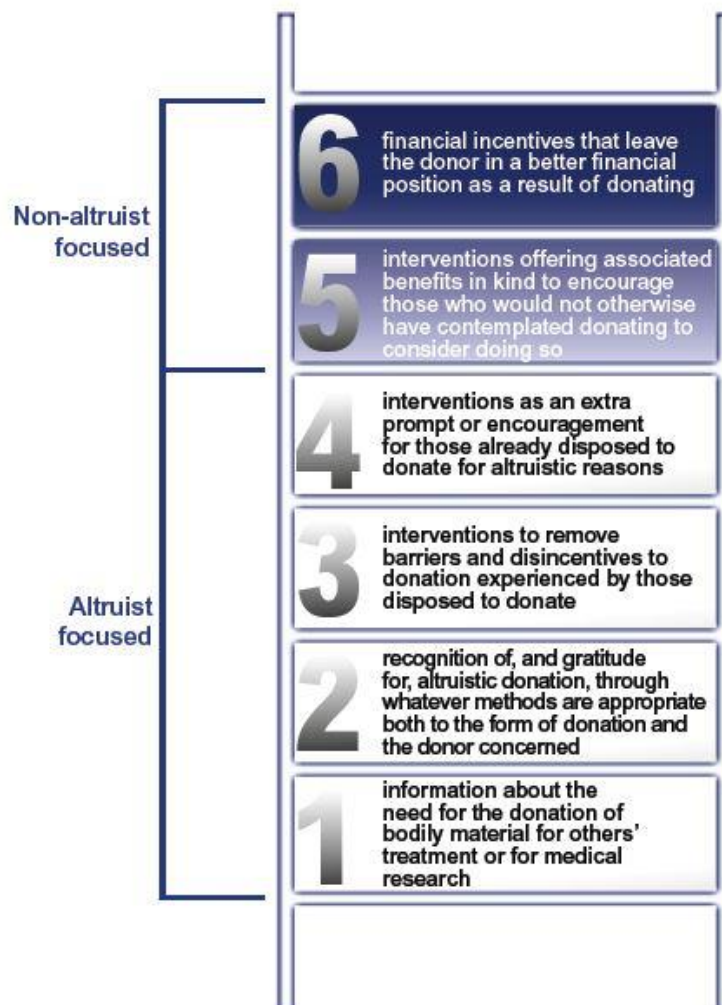 Non-altruist
focused
6
financial incentives that leave
the donor in a better financial
position as a result of donating
5
interventions offering associated
benefits in kind to encourage
those who would not otherwise
have contemplated donating to
consider doing so
Altruist
focused
4
interventions as an extra
prompt or encouragement
for those already disposed to
donate for altruistic reasons
3
interventions to remove
barriers and disincentives to
donation experienced by those
disposed to donate
2
recognition of, and gratitude
for, altruistic donation, through
whatever methods are appropriate
both to the form of donation and
the donor concerned
1
information about the
need for the donation of
bodily material for others’
treatment or for medical
research